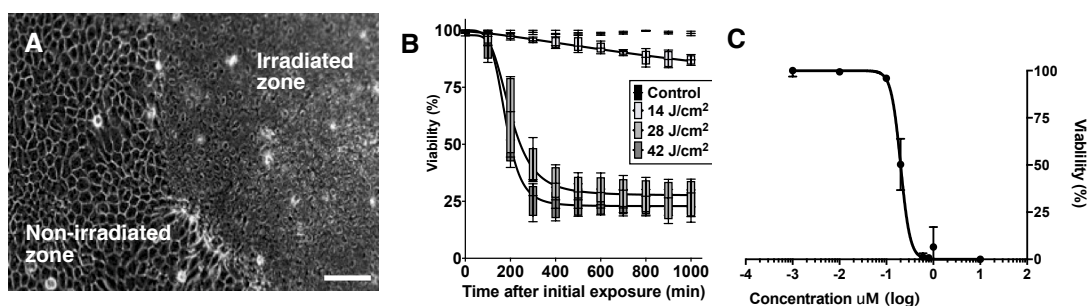 A
Irradiated
zone
Non-irradiated
zone
B
100
75
50
25
0
Viability
(%)
0 200 400 600 800 1000
Time after initial exposure (min)
Control
14 J/cm2
28 J/cm2
42 J/cm2
C
100
75
50
25
0
Viability
(%)
-4 -3 -2 -1 0 1 2
Concentration uM (log)